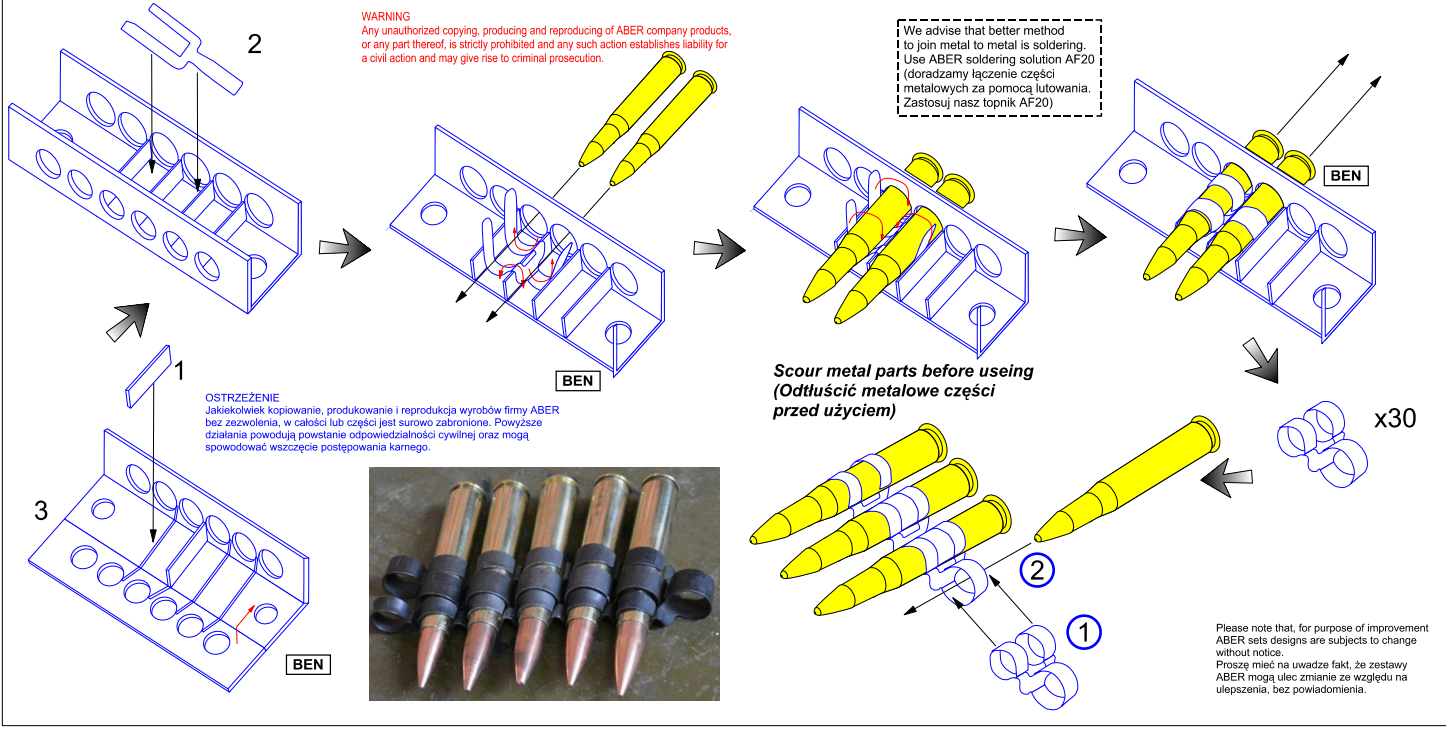 2
WARNING
Any unauthorized copying, producing and reproducing of ABER company products,
or any part thereof, is strictly prohibited and any such action establishes liability for
a civil action and may give rise to criminal prosecution.
We advise that better method
to join metal to metal is soldering.
Use ABER soldering solution AF20
(doradzamy łączenie części
metalowych za pomocą lutowania.
Zastosuj nasz topnik AF20)
BEN
BEN
1
OSTRZEŻENIE
Jakiekolwiek kopiowanie, produkowanie i reprodukcja wyrobów firmy ABER
bez zezwolenia, w całości lub części jest surowo zabronione. Powyższe
działania powodują powstanie odpowiedzialności cywilnej oraz mogą
spowodować wszczęcie postępowania karnego.
Scour metal parts before useing
(Odtłuścić metalowe części
przed użyciem)
x30
3
BEN
2
1
Please note that, for purpose of improvement
ABER sets designs are subjects to change
without notice.
Proszę mieć na uwadze fakt, że zestawy
ABER mogą ulec zmianie ze względu na
ulepszenia, bez powiadomienia.